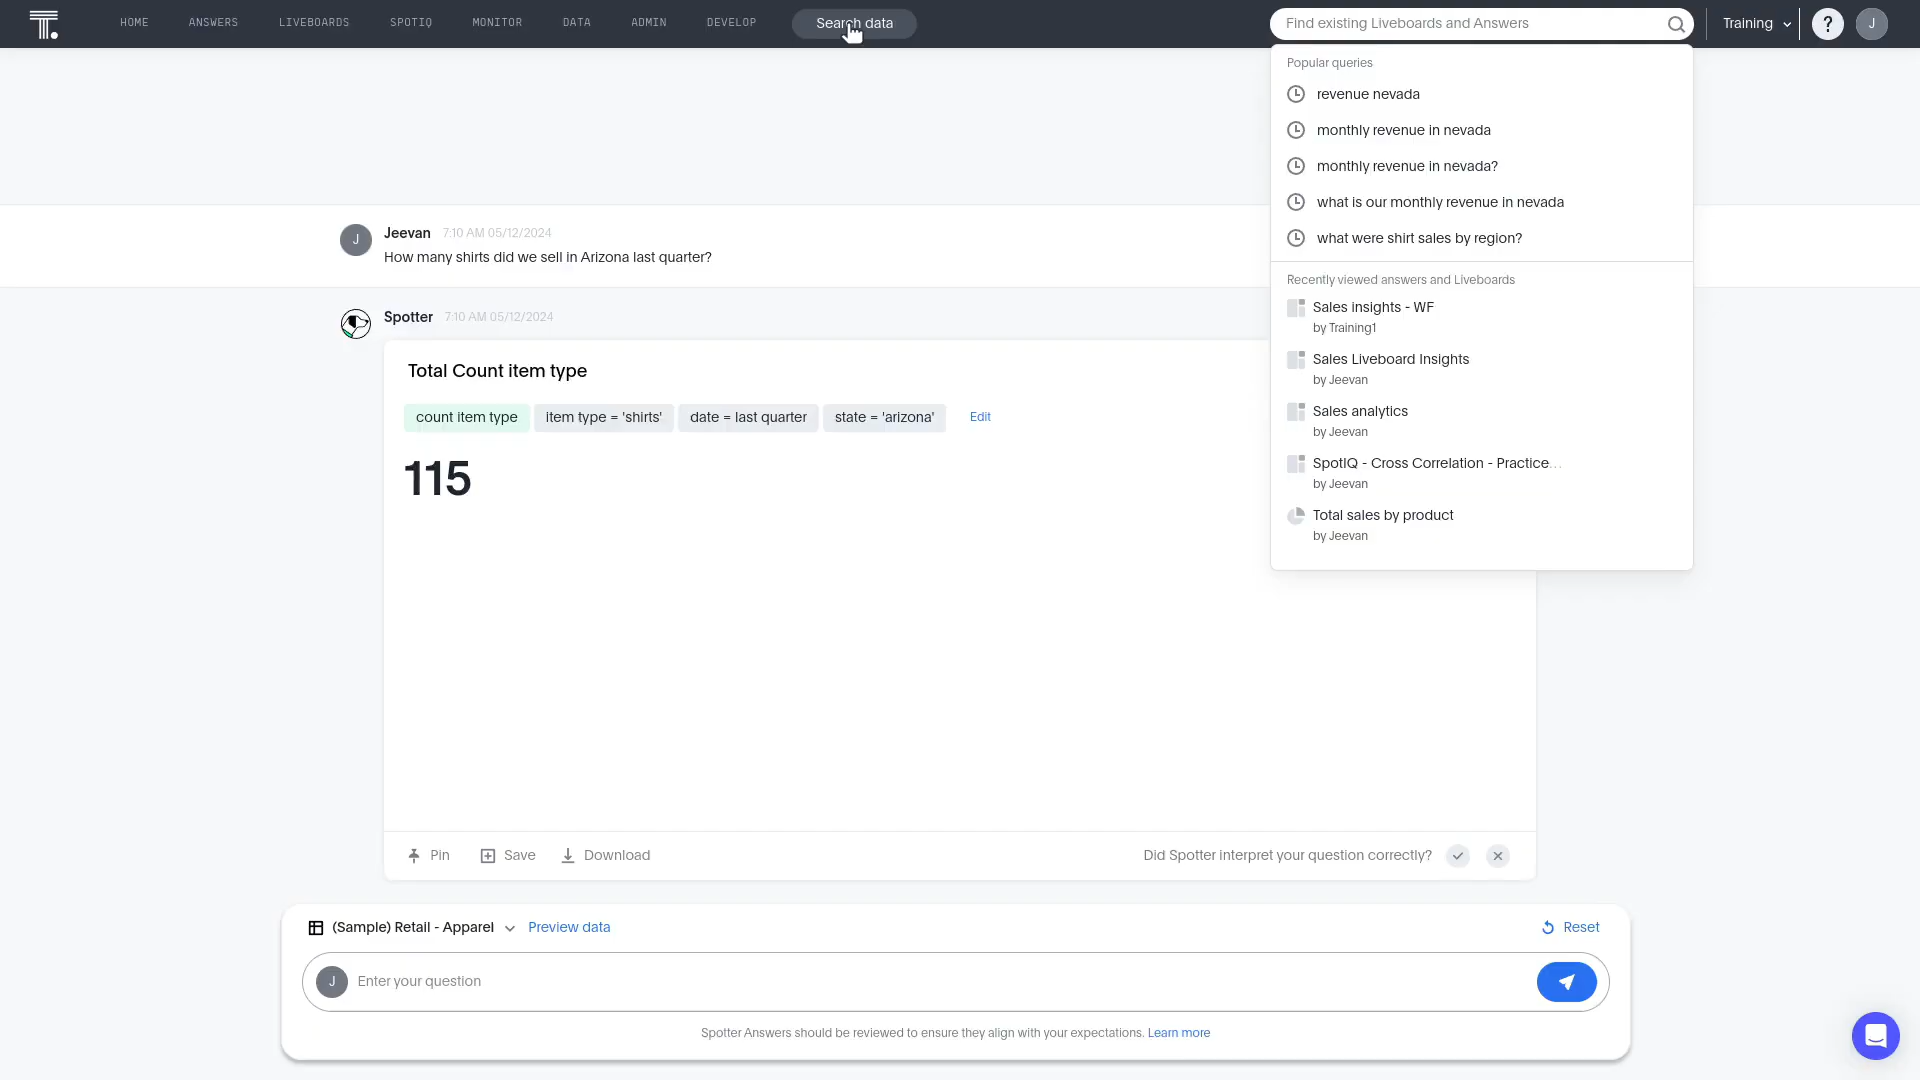 HOME
ANSWERS
LIVEBOARDS
SPOTIQ
MONITOR
DATA
ADMIN
DEVELOP
Search data
Find existing Liveboards and Answers
Training
?
J
Popular queries
revenue nevada
monthly revenue in nevada
monthly revenue in nevada?
what is our monthly revenue in nevada
what were shirt sales by region?
Recently viewed answers and Liveboards
Sales insights - WF
by Training1
Sales Liveboard Insights
by Jeevan
Sales analytics
by Jeevan
SpotIQ - Cross Correlation - Practice...
by Jeevan
Total sales by product
by Jeevan
J
Jeevan 7:10 AM 05/12/2024
How many shirts did we sell in Arizona last quarter?
Spotter 7:10 AM 05/12/2024
Total Count item type
count item type
item type = 'shirts'
date = last quarter
state = 'arizona'
Edit
115
Pin
Save
Download
Did Spotter interpret your question correctly?
(Sample) Retail - Apparel
Preview data
Reset
J
Enter your question
Spotter Answers should be reviewed to ensure they align with your expectations. Learn more